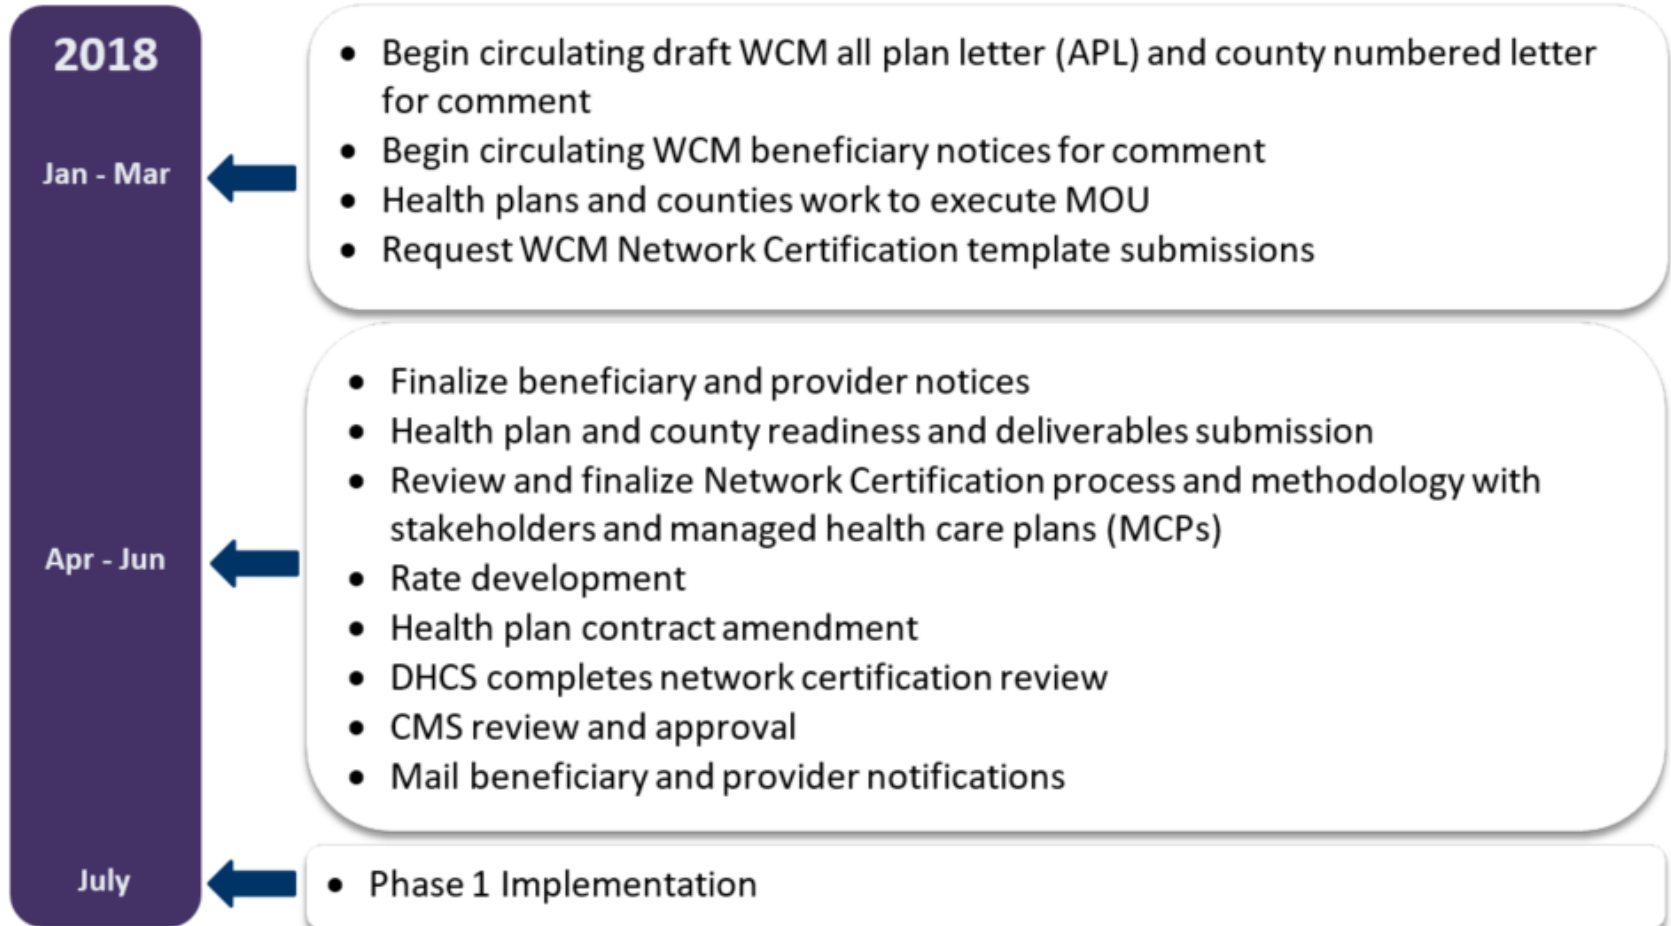 2018
Jan - Mar
• Begin circulating draft WCM all plan letter (APL) and county numbered letter
for comment
• Begin circulating WCM beneficiary notices for comment
• Health plans and counties work to execute MOU
• Request WCM Network Certification template submissions
Apr - Jun
• Finalize beneficiary and provider notices
• Health plan and county readiness and deliverables submission
• Review and finalize Network Certification process and methodology with
stakeholders and managed health care plans (MCPs)
• Rate development
• Health plan contract amendment
• DHCS completes network certification review
• CMS review and approval
• Mail beneficiary and provider notifications
July
• Phase 1 Implementation